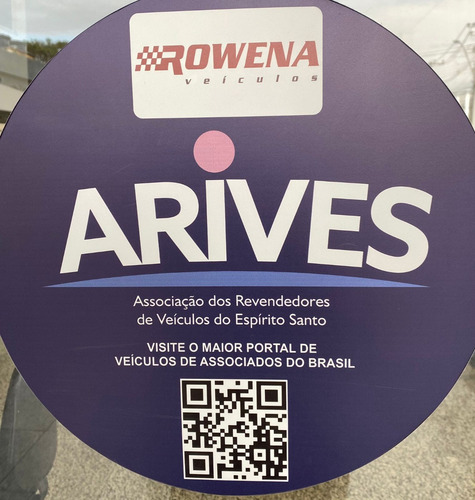 ROWENA
veículos
ARIVES
Associação dos Revendedores
de Veículos do Espírito Santo
VISITE O MAIOR PORTAL DE
VEÍCULOS DE ASSOCIADOS DO BRASIL